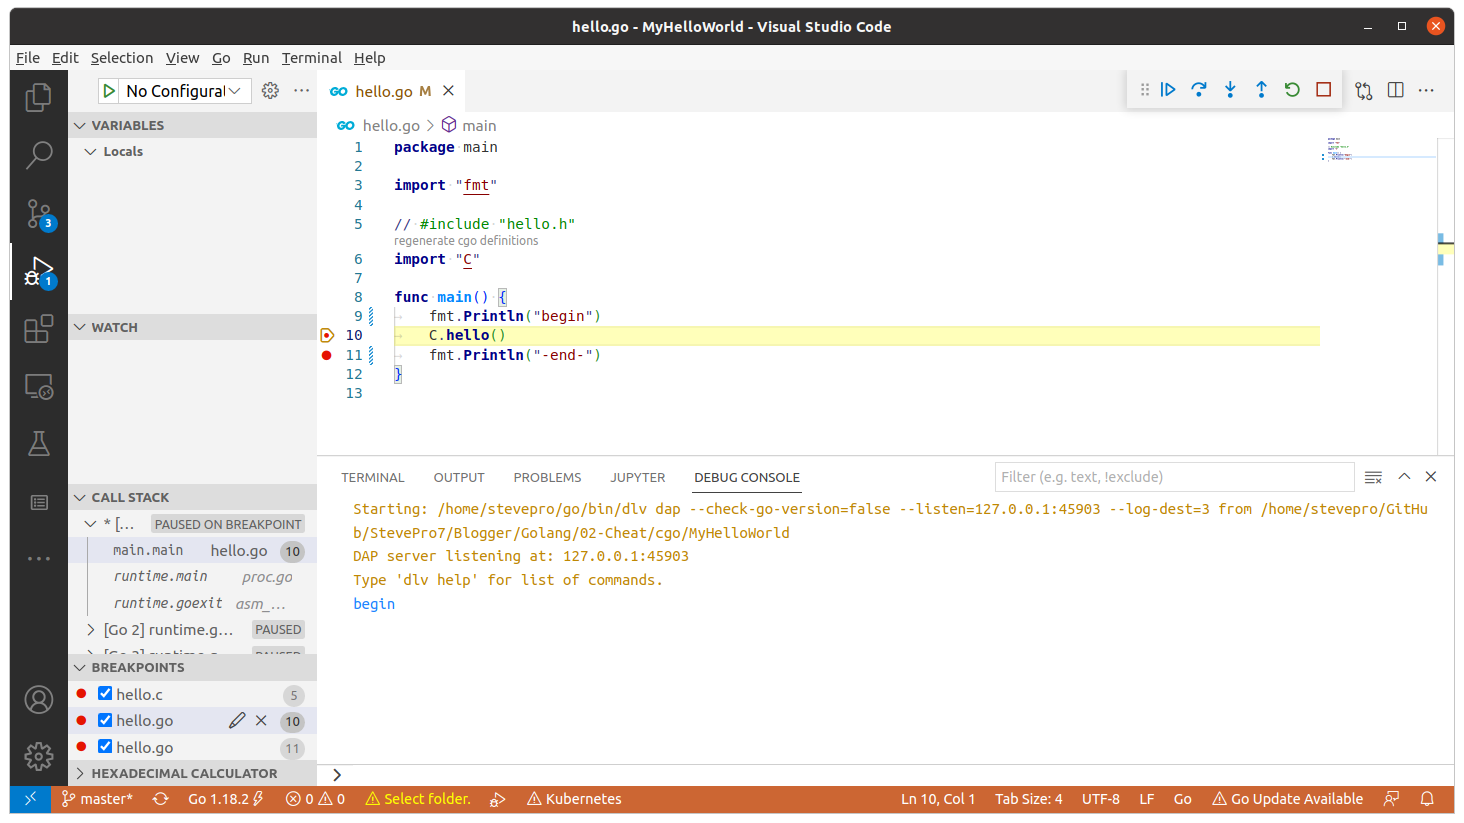 hello.go - MyHelloWorld - Visual Studio Code
File Edit Selection View Go Run Terminal Help
No Configura
VARIABLES
Locals
WATCH
CALL STACK
* [... PAUSED ON BREAKPOINT
main.main hello.go 10
runtime.main proc.go
runtime.goexit asm_...
[Go 2] runtime.g... PAUSED
BREAKPOINTS
hello.c 5
hello.go 10
hello.go 11
HEXADECIMAL CALCULATOR
3
1
GO hello.go M
GO hello.go > main
1 package main
2
3 import "fmt"
4
5 // #include "hello.h"
regenerate cgo definitions
6 import "C"
7
8 func main() {
9 fmt.Println("begin")
10 C.hello()
11 fmt.Println("-end-")
12 }
13
TERMINAL OUTPUT PROBLEMS JUPYTER DEBUG CONSOLE Filter (e.g. text, !exclude)
Starting: /home/stevepro/go/bin/dlv dap --check-go-version=false --listen=127.0.0.1:45903 --log-dest=3 from /home/stevepro/GitHu
b/StevePro7/Blogger/Golang/02-Cheat/cgo/MyHelloWorld
DAP server listening at: 127.0.0.1:45903
Type 'dlv help' for list of commands.
begin
>
master* Go 1.18.2 0 0 Select folder. Kubernetes Ln 10, Col 1 Tab Size: 4 UTF-8 LF Go Go Update Available